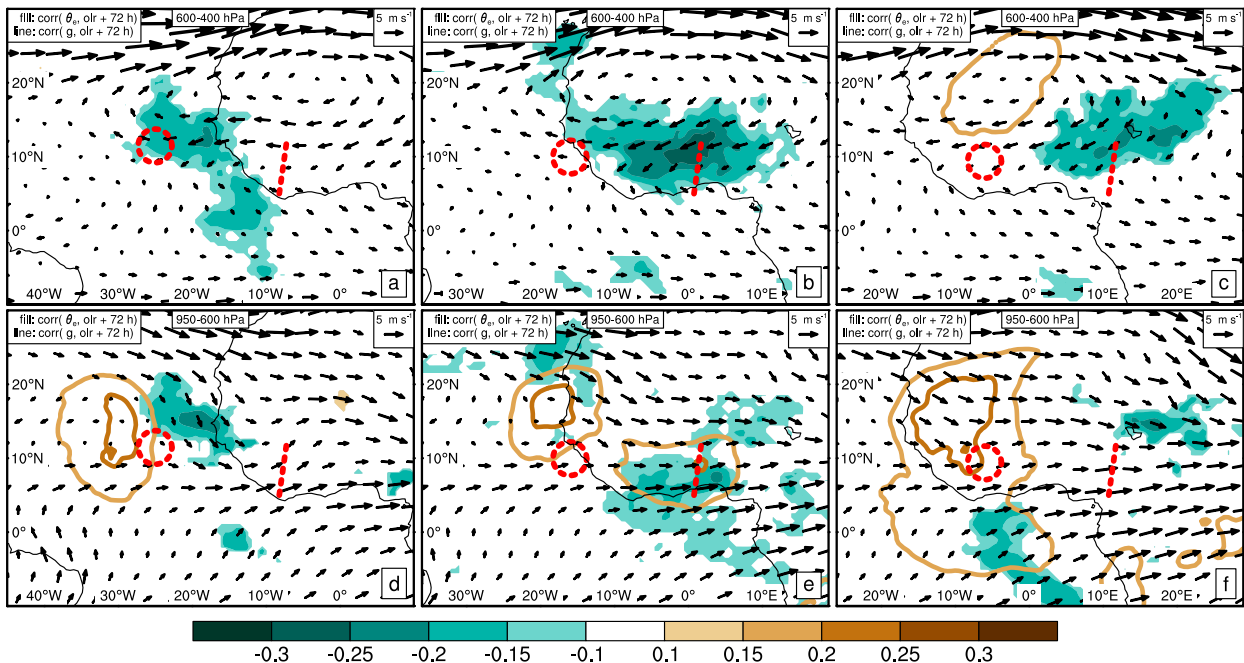 fill: corr( θe, olr + 72 h)
line: corr( g, olr + 72 h)
600-400 hPa
5 m s-1
20°N
10°N
0°
40°W 30°W 20°W 10°W 0°
a
fill: corr( θe, olr + 72 h)
line: corr( g, olr + 72 h)
600-400 hPa
5 m s-1
20°N
10°N
0°
30°W 20°W 10°W 0° 10°E
b
fill: corr( θe, olr + 72 h)
line: corr( g, olr + 72 h)
600-400 hPa
5 m s-1
20°N
10°N
0°
20°W 10°W 0° 10°E 20°E
c
fill: corr( θe, olr + 72 h)
line: corr( g, olr + 72 h)
950-600 hPa
5 m s-1
20°N
10°N
0°
40°W 30°W 20°W 10°W 0°
d
fill: corr( θe, olr + 72 h)
line: corr( g, olr + 72 h)
950-600 hPa
5 m s-1
20°N
10°N
0°
30°W 20°W 10°W 0° 10°E
e
fill: corr( θe, olr + 72 h)
line: corr( g, olr + 72 h)
950-600 hPa
5 m s-1
20°N
10°N
0°
20°W 10°W 0° 10°E 20°E
f
-0.3 -0.25 -0.2 -0.15 -0.1 0.1 0.15 0.2 0.25 0.3